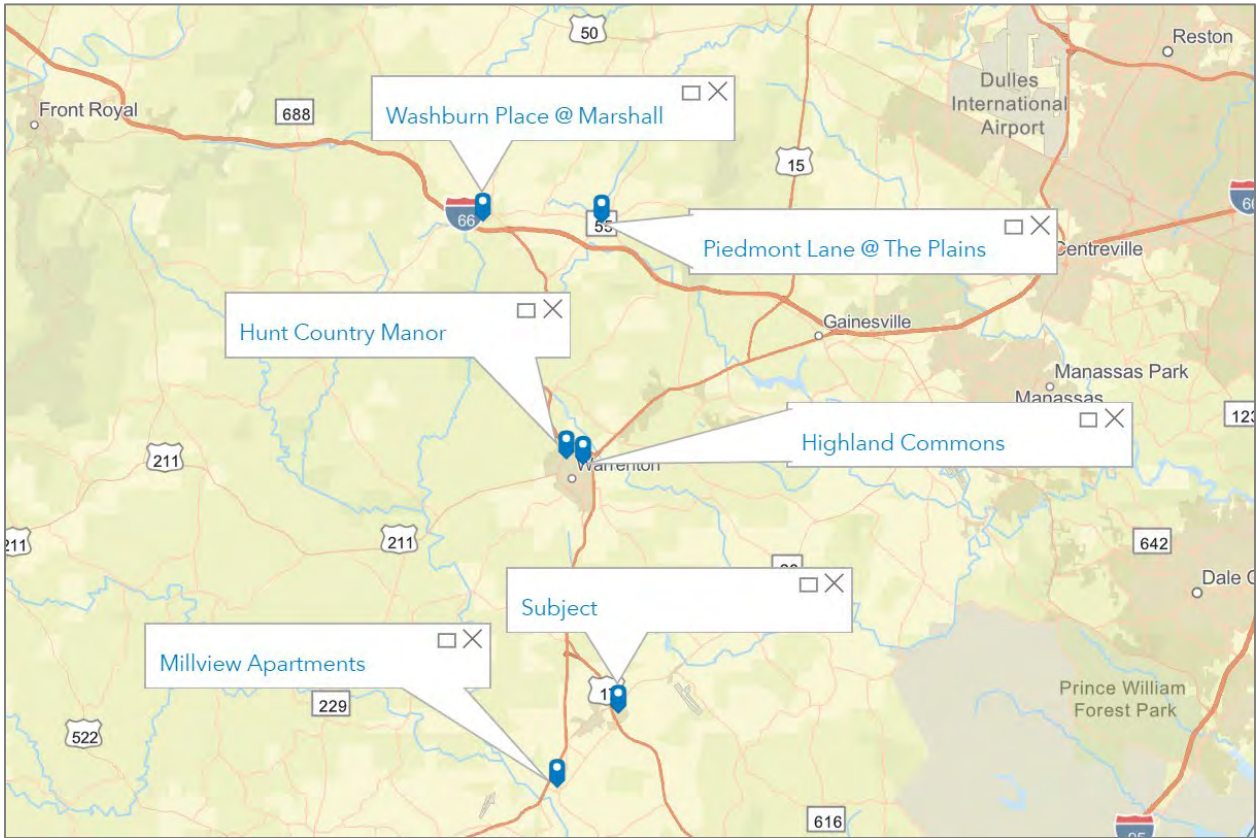 50
Reston
Front Royal
688
Dulles
International
Airport
Washburn Place @ Marshall
15
66
55
Piedmont Lane @ The Plains
Centreville
Hunt Country Manor
Gainesville
Manassas Park
Manassas
123
Highland Commons
211
Warrenton
211
211
642
Dale C
Subject
Millview Apartments
229
17
Prince William
Forest Park
522
616
95